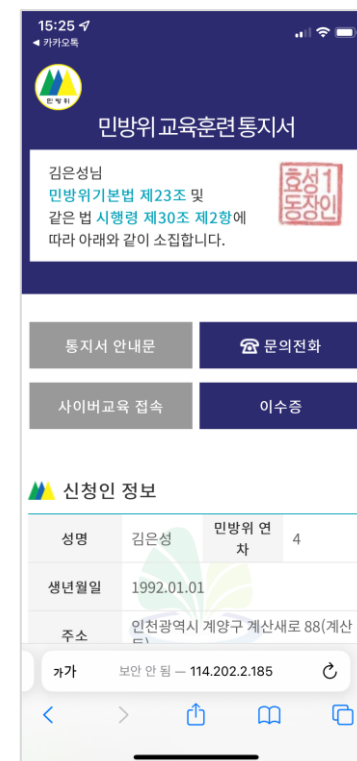 15:25
◀ 카카오톡
민방위
민방위 교육훈련 통지서
김은성님
민방위기본법 제23조 및
같은 법 시행령 제30조 제2항에
따라 아래와 같이 소집합니다.
효성1
동장인
통지서 안내문
☎ 문의전화
사이버교육 접속
이수증
신청인 정보
성명 김은성 민방위 연차 4
생년월일 1992.01.01
주소 인천광역시 계양구 계산새로 88(계산
가가 보안 안 됨 — 114.202.2.185